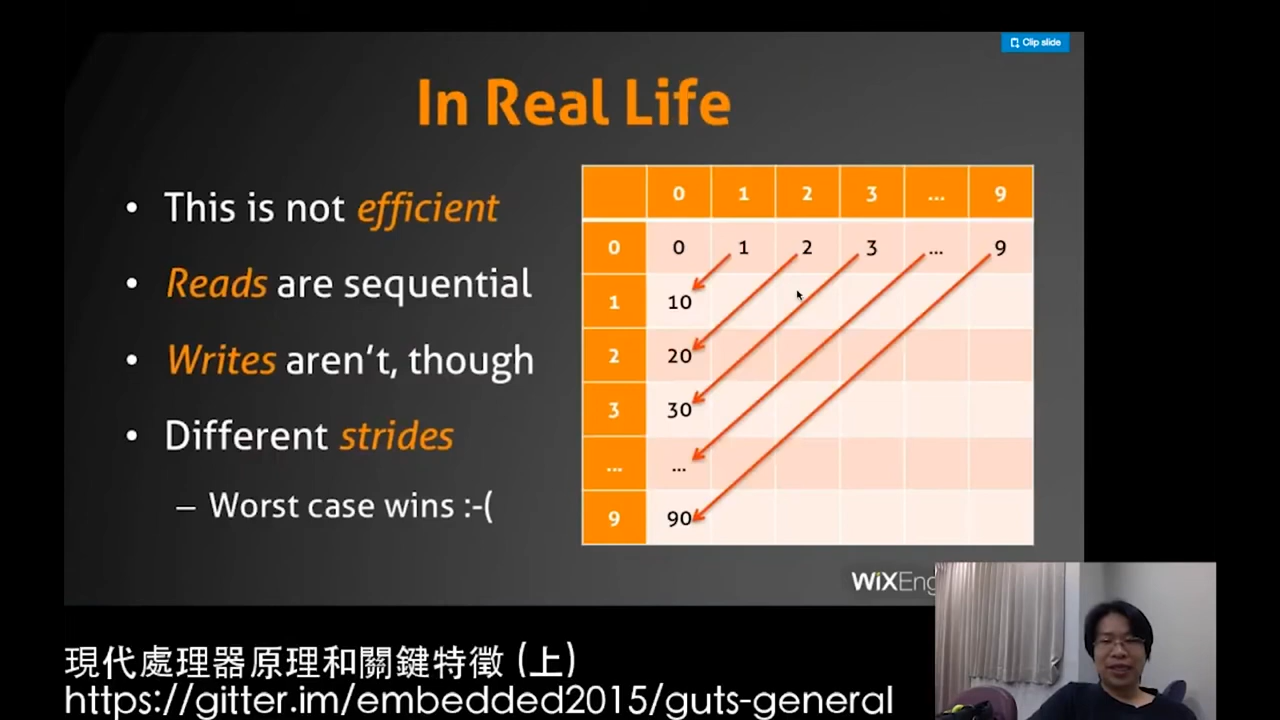 Clip slide
In Real Life
• This is not efficient
• Reads are sequential
• Writes aren't, though
• Different strides
– Worst case wins :-(
0 1 2 3 ... 9
0 0 1 2 3 ... 9
1 10
2 20
3 30
... ...
9 90
WiXEng
現代處理器原理和關鍵特徵 (上)
https://gitter.im/embedded2015/guts-general